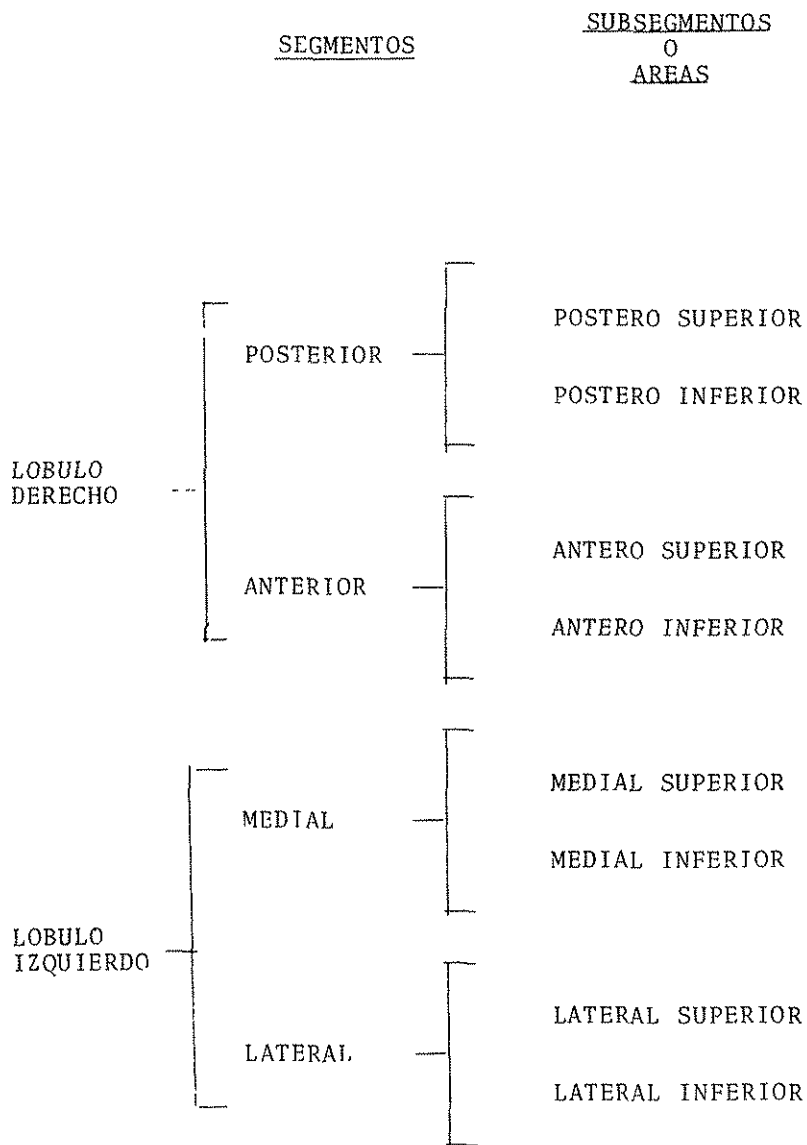 SEGMENTOS
SUBSEGMENTOS
O
AREAS
LOBULO
DERECHO
POSTERIOR
POSTERO SUPERIOR
POSTERO INFERIOR
ANTERIOR
ANTERO SUPERIOR
ANTERO INFERIOR
LOBULO
IZQUIERDO
MEDIAL
MEDIAL SUPERIOR
MEDIAL INFERIOR
LATERAL
LATERAL SUPERIOR
LATERAL INFERIOR